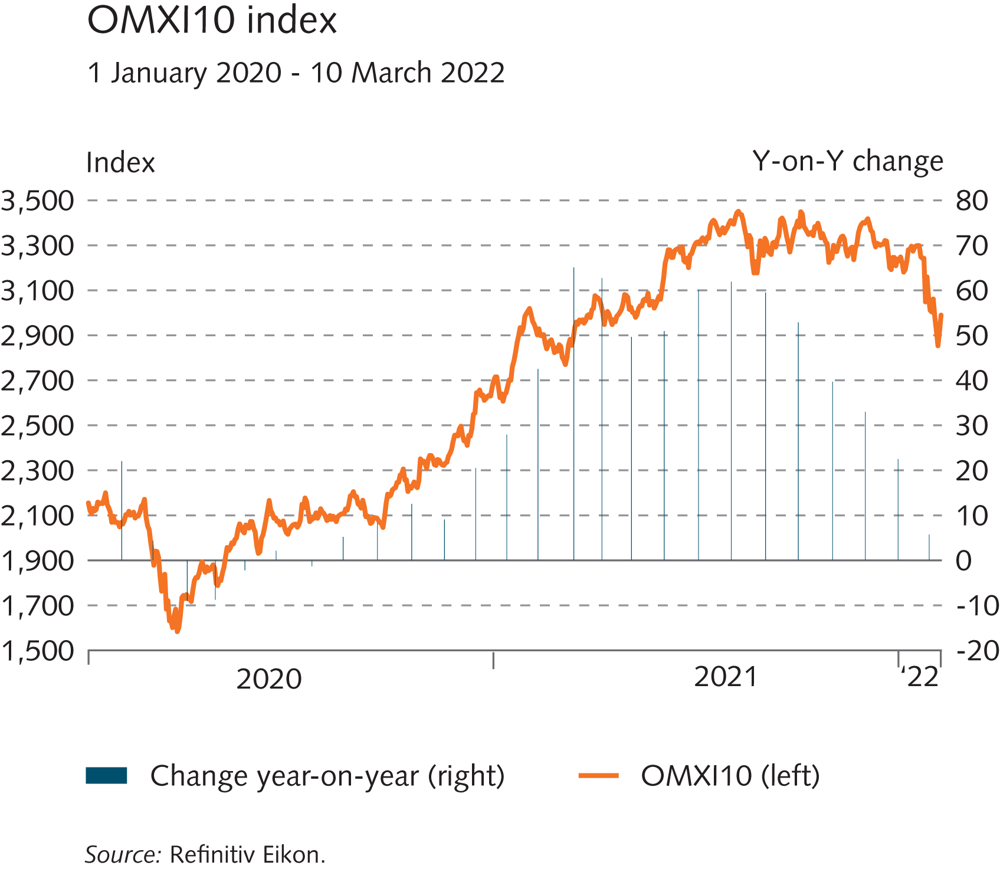 OMXI10 index
1 January 2020 - 10 March 2022
Index Y-on-Y change
3,500 80
3,300 70
3,100 60
2,900 50
2,700 40
2,500 30
2,300 20
2,100 10
1,900 0
1,700 -10
1,500 -20
2020 2021 ‘22
Change year-on-year (right) OMXI10 (left)
Source: Refinitiv Eikon.